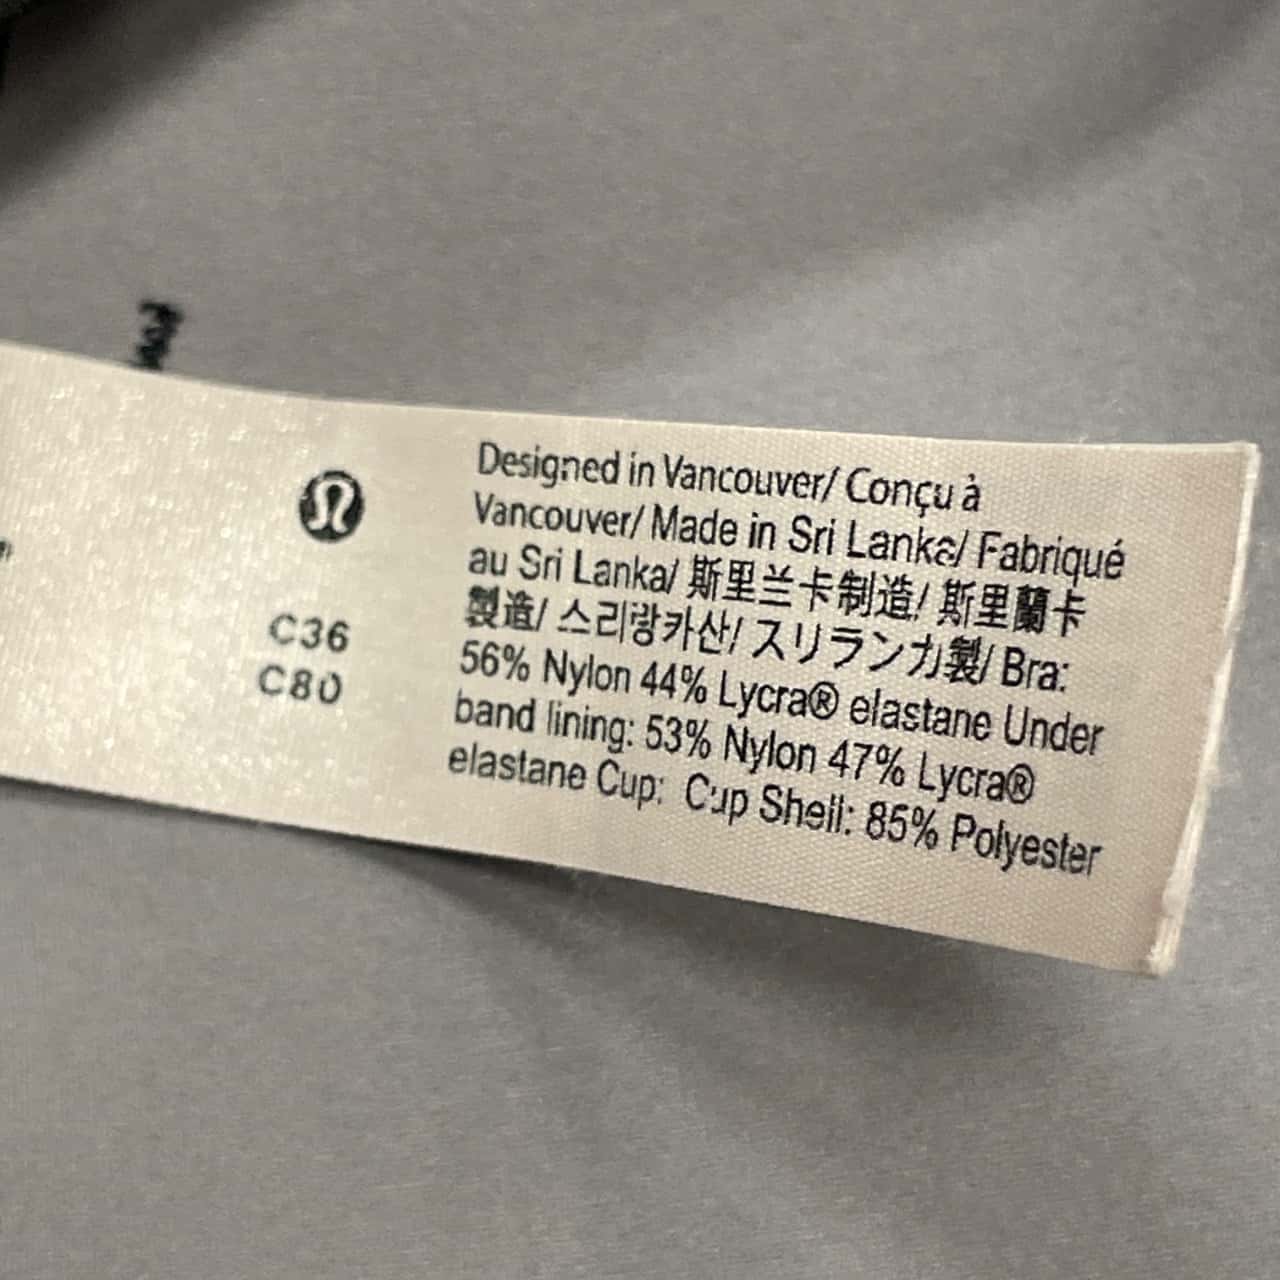 C36
C80
Designed in Vancouver/ Conçu à
Vancouver/ Made in Sri Lanka/ Fabriqué
au Sri Lanka/ 斯里兰卡制造/ 斯里蘭卡
製造/ 스리랑카산/ スリランカ製/ Bra:
56% Nylon 44% Lycra® elastane Under
band lining: 53% Nylon 47% Lycra®
elastane Cup: Cup Shell: 85% Polyester